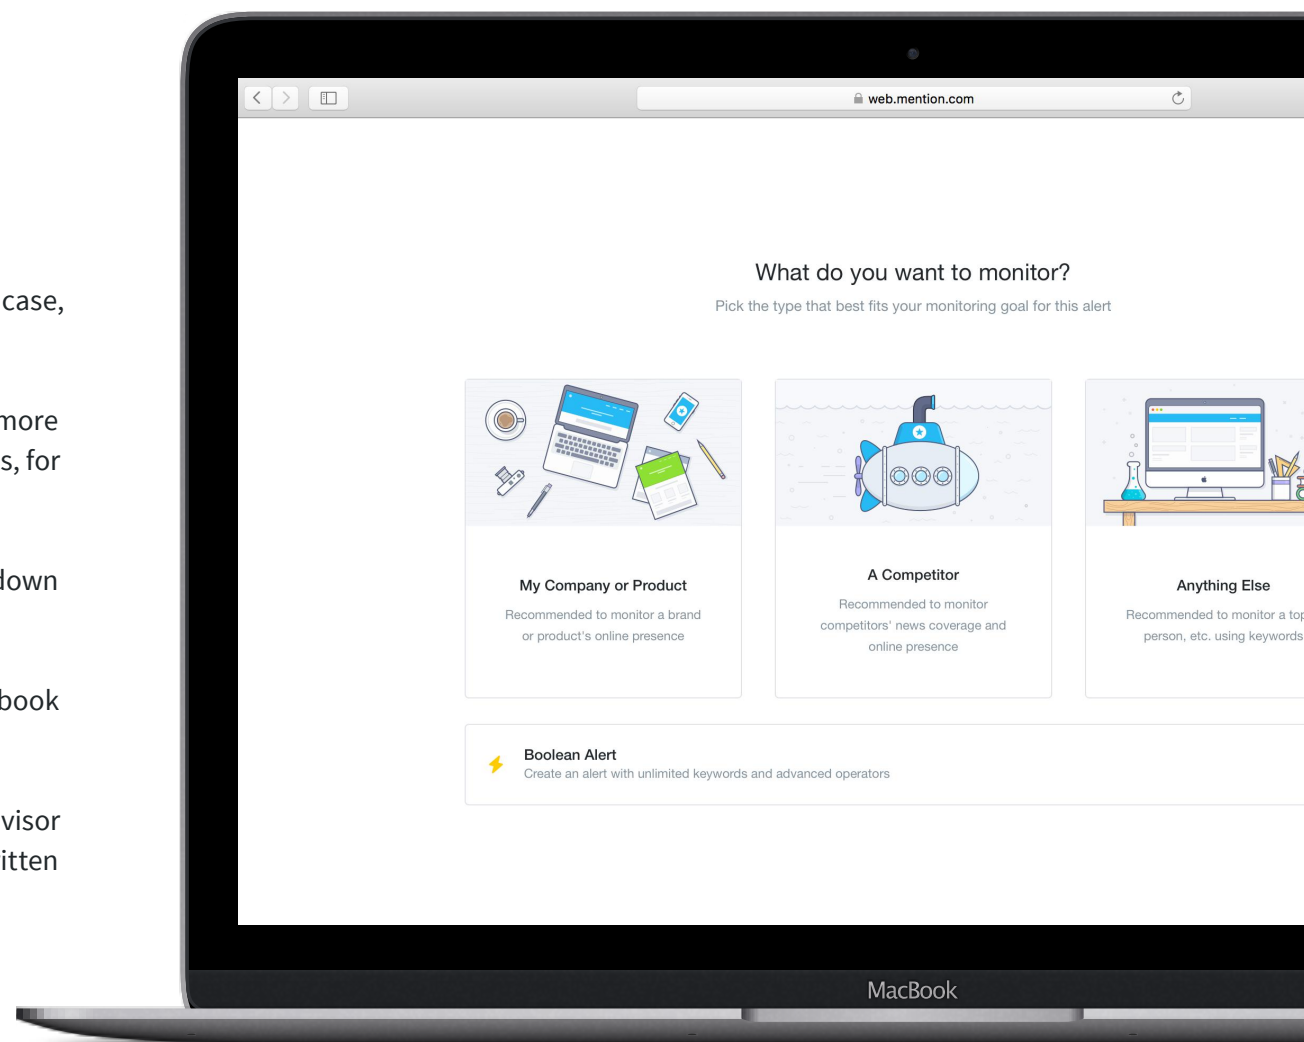 case,
more
s, for
down
book
visor
itten
web.mention.com
What do you want to monitor?
Pick the type that best fits your monitoring goal for this alert
My Company or Product
Recommended to monitor a brand
or product's online presence
A Competitor
Recommended to monitor
competitors' news coverage and
online presence
Anything Else
Recommended to monitor a top
person, etc. using keywords
Boolean Alert
Create an alert with unlimited keywords and advanced operators
MacBook